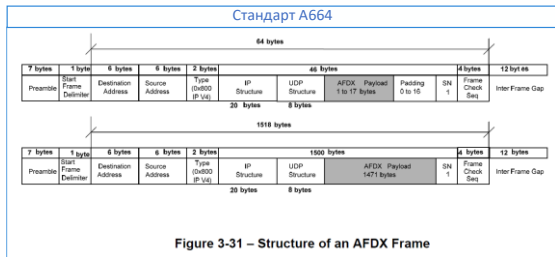 Стандарт А664
64 bytes
7 bytes 1 byte 6 bytes 6 bytes 2 bytes 46 4 bytes 12 bytes
Preamble Start Frame Delimiter Destination Address Source Address Type (0x800 IP V4) IP Structure UDP Structure AFDX Payload 1 to 17 bytes Padding 0 to 16 SN 1 Frame Check Seq Inter Frame Gap
20 bytes 8 bytes
1518 bytes
7 bytes 1 byte 6 bytes 6 bytes 2 bytes 1500 bytes 4 bytes 12 bytes
Preamble Start Frame Delimiter Destination Address Source Address Type (0x800 IP V4) IP Structure UDP Structure AFDX Payload 1471 bytes SN 1 Frame Check Seq Inter Frame Gap
20 bytes 8 bytes
Figure 3-31 – Structure of an AFDX Frame